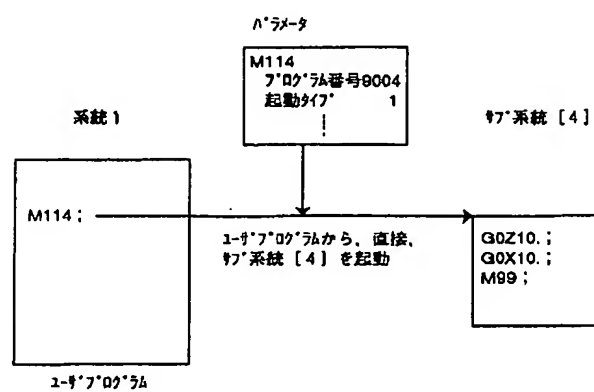 ﾊﾟﾗﾒｰﾀ
M114
ﾌﾟﾛｸﾞﾗﾑ番号9004
起動ﾀｲﾌﾟ 1
系統1
ｻﾌﾞ系統［4］
M114；
ﾕｰｻﾞﾌﾟﾛｸﾞﾗﾑから、直接、
ｻﾌﾞ系統［4］を起動
G0Z10.；
G0X10.；
M99；
ﾕｰｻﾞﾌﾟﾛｸﾞﾗﾑ